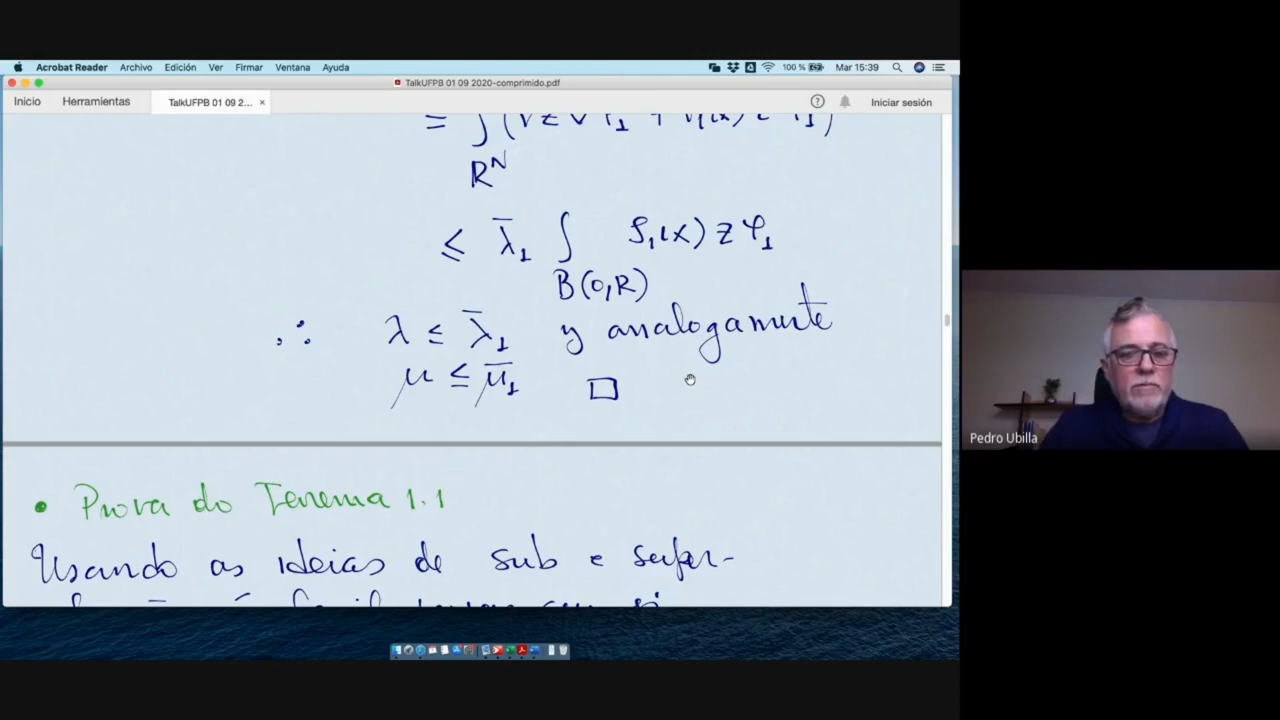 Acrobat Reader Archivo Edición Ver Firmar Ventana Ayuda 100 % Mar 15:39
TalkUFPB 01 09 2020-comprimido.pdf
Inicio Herramientas TalkUFPB 01 09 2... × ? Iniciar sesión
= ∫ (∇z∇φ₁ +
R^N
≤ λ̄₁ ∫ ρ₁(x) z φ₁
B(0,R)
∴ λ ≤ λ̄₁ y analogamente
μ ≤ μ̄₁ □
Pedro Ubilla
• Prova do Teorema 1.1
Usando as ideias de sub e super-